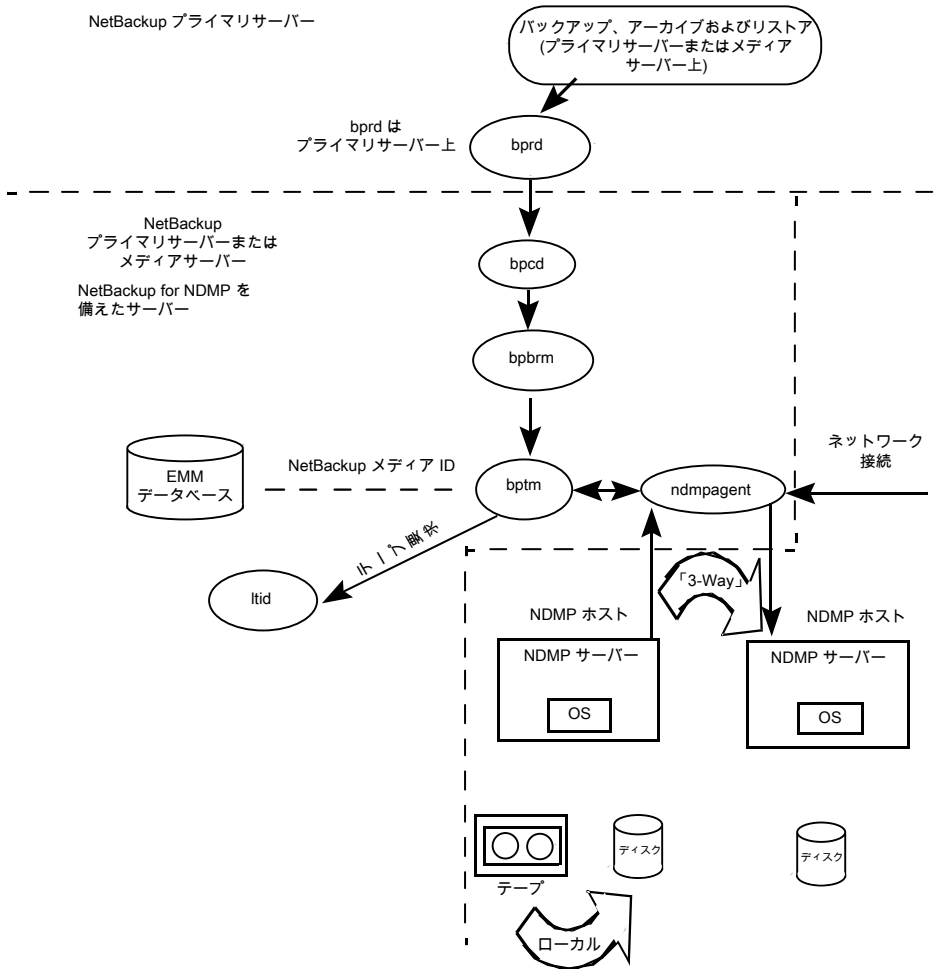 NetBackup プライマリサーバー
バックアップ、アーカイブおよびリストア
(プライマリサーバーまたはメディア
サーバー上)
bprd は
プライマリサーバー上
bprd
NetBackup
プライマリサーバーまたは
メディアサーバー
NetBackup for NDMP を
備えたサーバー
bpcd
bpbrm
ネットワーク
接続
EMM
データベース
NetBackup メディア ID
bptm
ndmpagent
テープ要求
ltid
「3-Way」
NDMP ホスト
NDMP ホスト
NDMP サーバー
NDMP サーバー
OS
OS
ディスク
ディスク
テープ
ローカル